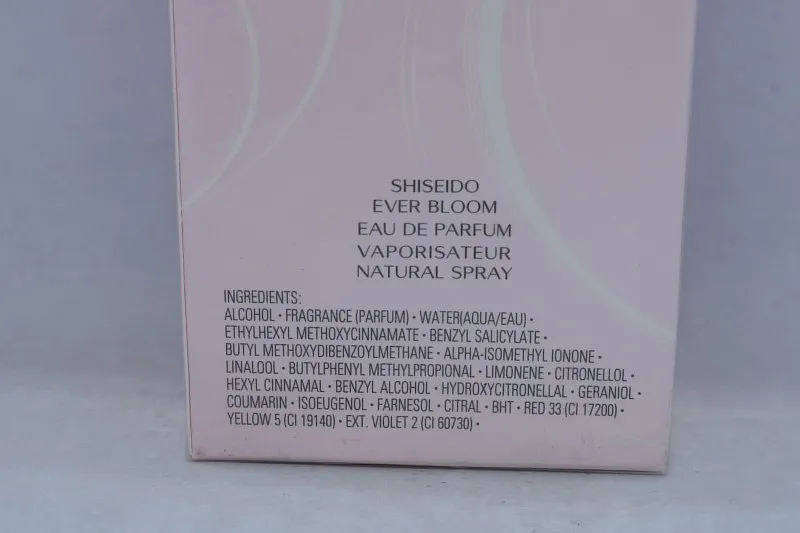 SHISEIDO
EVER BLOOM
EAU DE PARFUM
VAPORISATEUR
NATURAL SPRAY
INGREDIENTS:
ALCOHOL • FRAGRANCE (PARFUM) • WATER(AQUA/EAU) •
ETHYLHEXYL METHOXYCINNAMATE • BENZYL SALICYLATE •
BUTYL METHOXYDIBENZOYLMETHANE • ALPHA-ISOMETHYL IONONE •
LINALOOL • BUTYLPHENYL METHYLPROPIONAL • LIMONENE • CITRONELLOL •
HEXYL CINNAMAL • BENZYL ALCOHOL • HYDROXYCITRONELLAL • GERANIOL •
COUMARIN • ISOEUGENOL • FARNESOL • CITRAL • BHT • RED 33 (CI 17200) •
YELLOW 5 (CI 19140) • EXT. VIOLET 2 (CI 60730) •